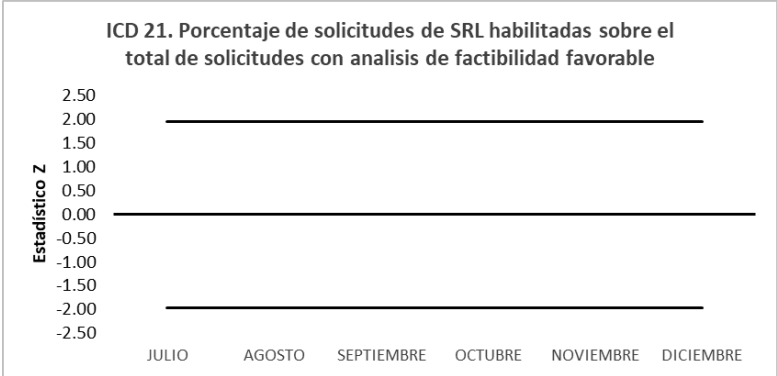 ICD 21. Porcentaje de solicitudes de SRL habilitadas sobre el
total de solicitudes con analisis de factibilidad favorable
Estadístico Z
2.50
2.00
1.50
1.00
0.50
0.00
-0.50
-1.00
-1.50
-2.00
-2.50
JULIO AGOSTO SEPTIEMBRE OCTUBRE NOVIEMBRE DICIEMBRE